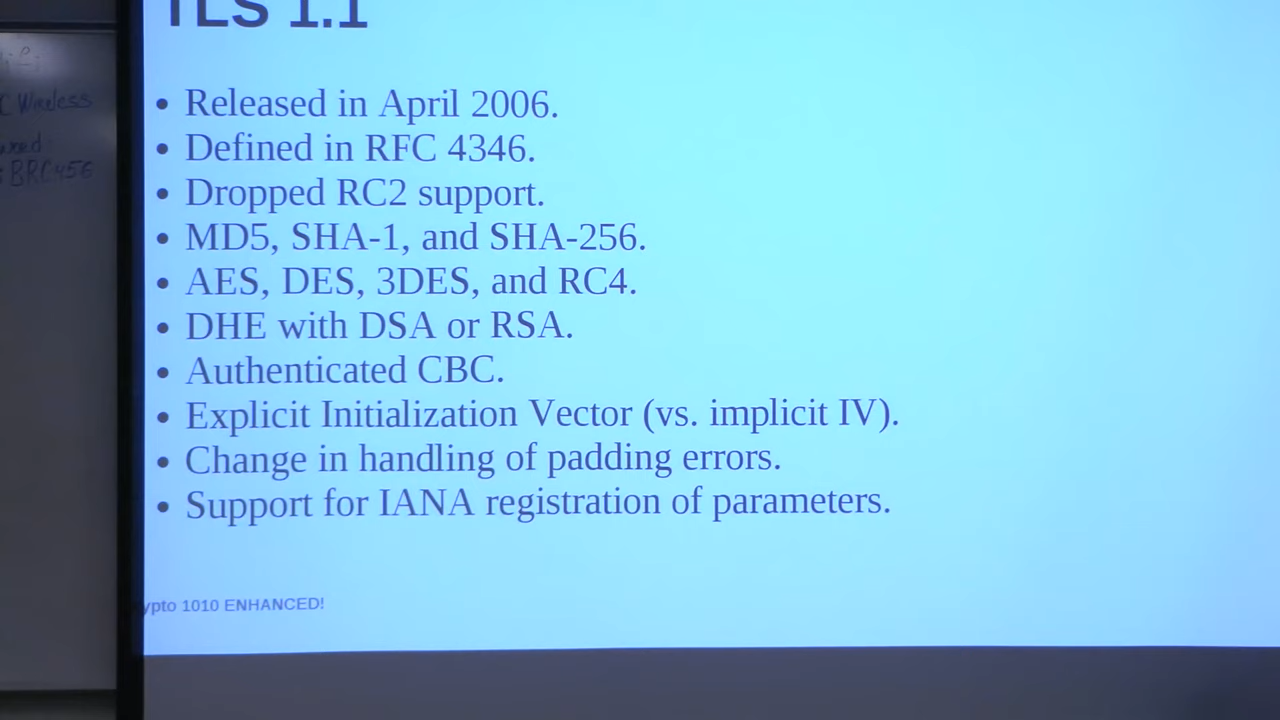 TLS 1.1
C Wireless
BRC456
• Released in April 2006.
• Defined in RFC 4346.
• Dropped RC2 support.
• MD5, SHA-1, and SHA-256.
• AES, DES, 3DES, and RC4.
• DHE with DSA or RSA.
• Authenticated CBC.
• Explicit Initialization Vector (vs. implicit IV).
• Change in handling of padding errors.
• Support for IANA registration of parameters.
ypto 1010 ENHANCED!